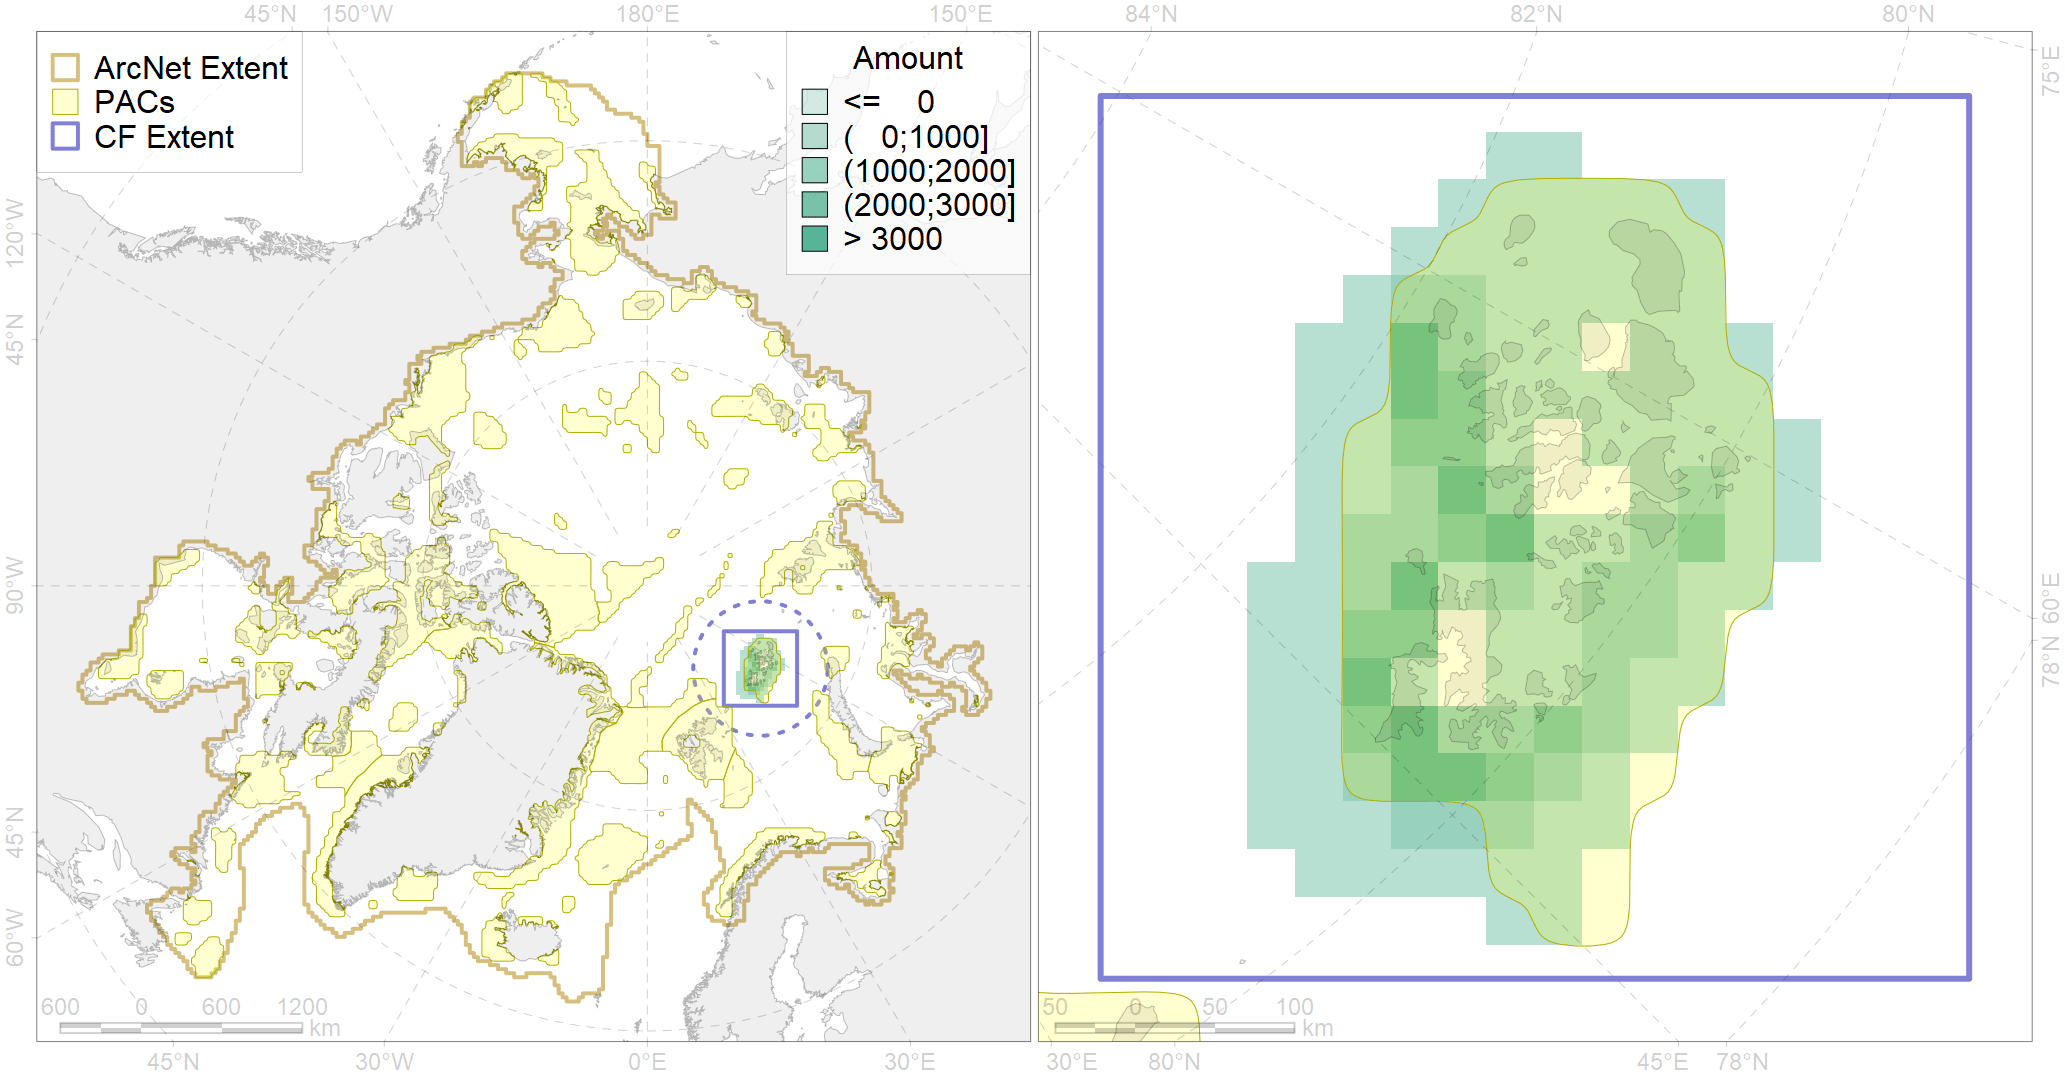 45°N 150°W 180°E 150°E 84°N 82°N 80°N
ArcNet Extent
PACs
CF Extent
Amount
<= 0
( 0;1000]
(1000;2000]
(2000;3000]
> 3000
75°E
120°W
45°N
90°W
60°E
78°N
45°N
60°W
600 0 600 1200
km
50 0 50 100
km
45°N 30°W 0°E 30°E 30°E 80°N 45°E 78°N